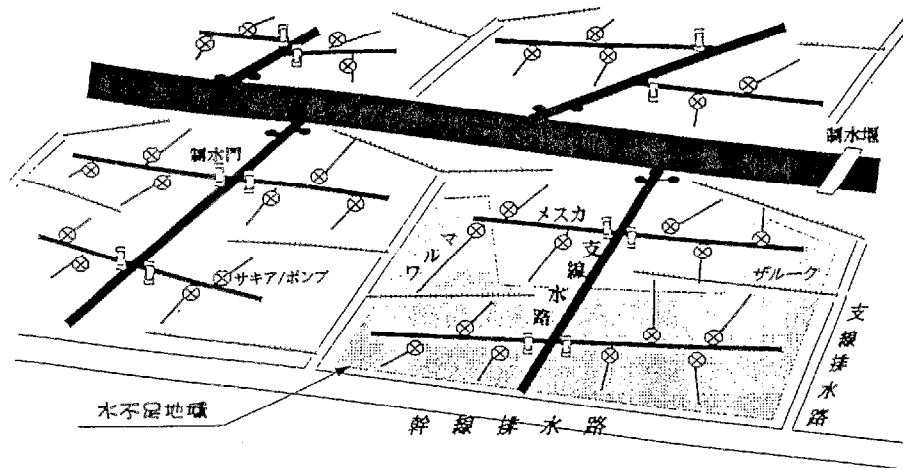 制水堰
制水門
メスカ
マルワ
支線水路
サキア/ポンプ
ザルーグ
支線排水路
水不足地域
幹線排水路